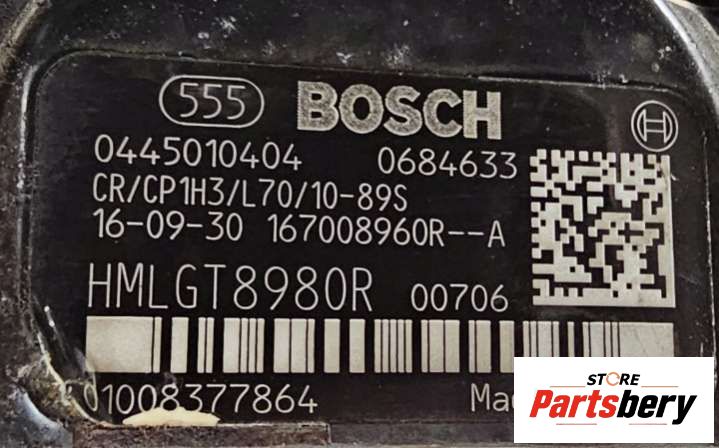 555 BOSCH
0445010404 0684633
CR/CP1H3/L70/10-89S
16-09-30 167008960R--A
HMLGT8980R 00706
01008377864
STORE
Partsbery